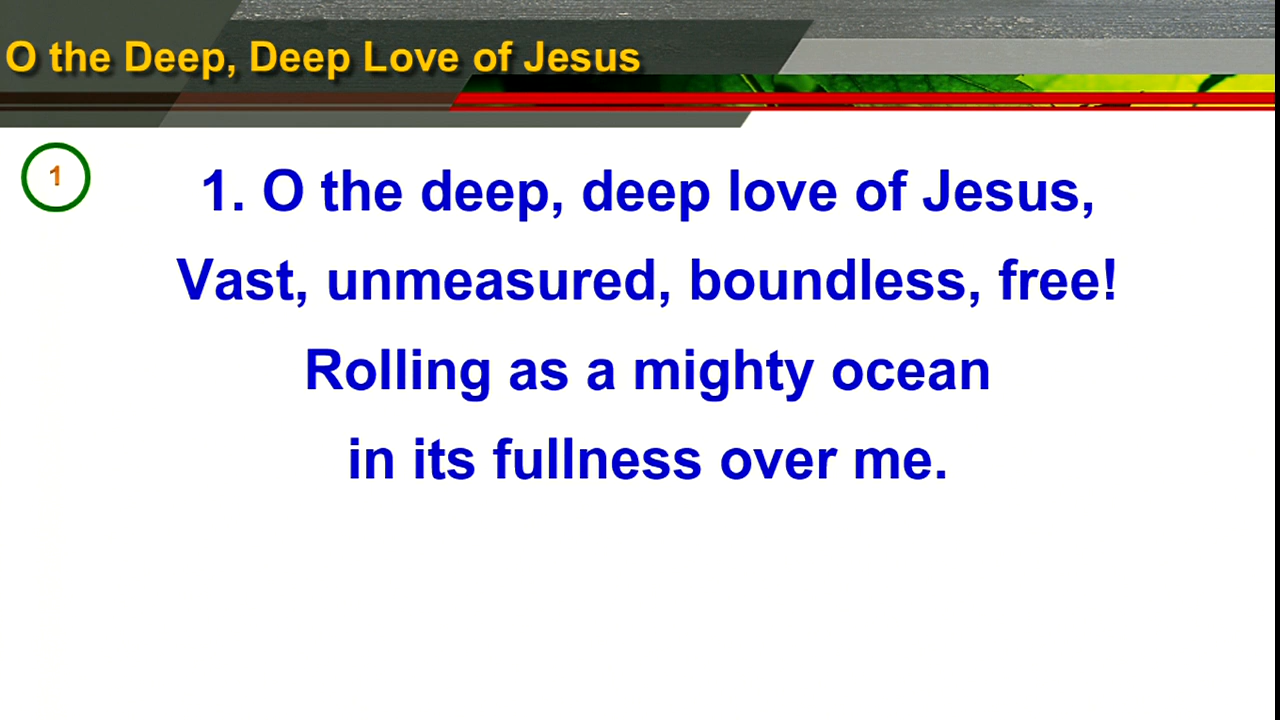 O the Deep, Deep Love of Jesus
1
1. O the deep, deep love of Jesus,
Vast, unmeasured, boundless, free!
Rolling as a mighty ocean
in its fullness over me.